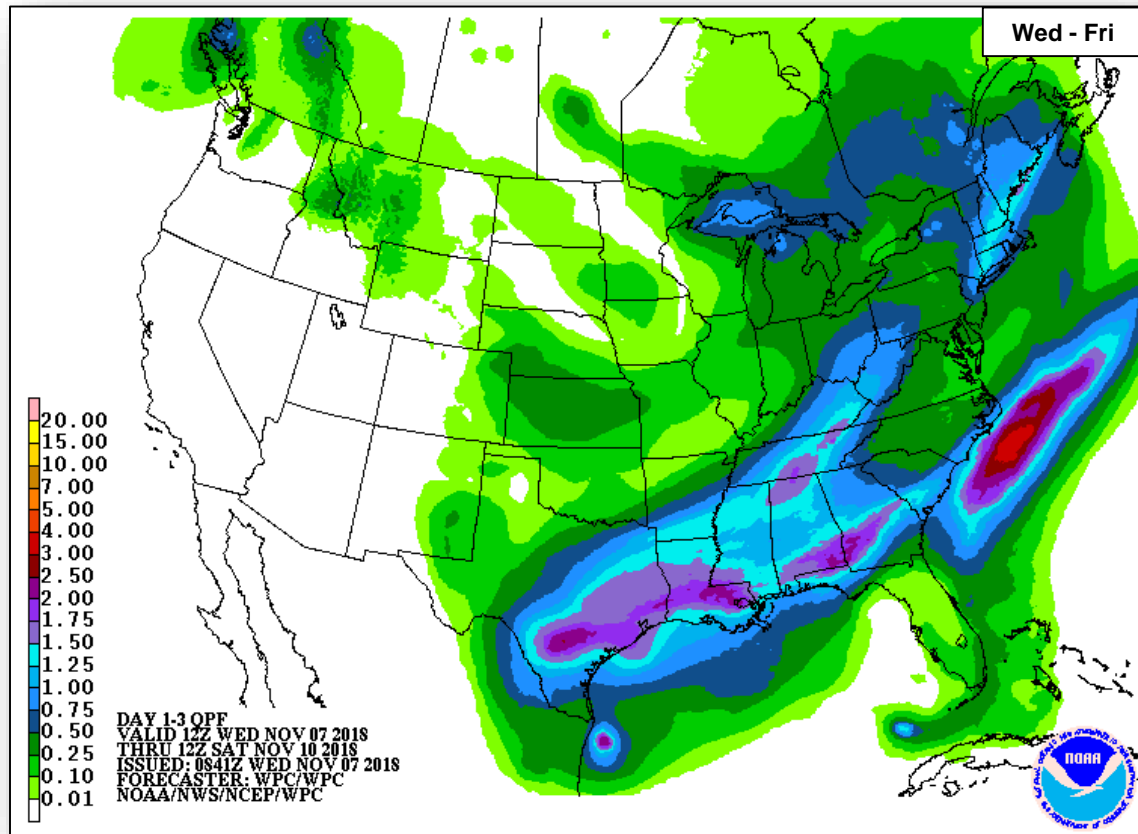 Wed - Fri
20.00
15.00
10.00
7.00
5.00
4.00
3.00
2.50
2.00
1.75
1.50
1.25
1.00
0.75
0.50
0.25
0.10
0.01
DAY 1-3 QPF
VALID 12Z WED NOV 07 2018
THRU 12Z SAT NOV 10 2018
ISSUED: 0841Z WED NOV 07 2018
FORECASTER: WPC/WPC
NOAA/NWS/NCEP/WPC
NOAA